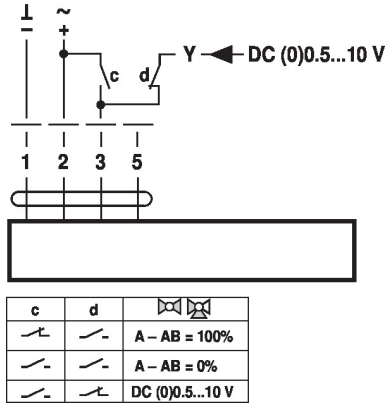 ⊥ ~
– +
c d Y DC (0)0.5...10 V
1 2 3 5
c d
A – AB = 100%
A – AB = 0%
DC (0)0.5...10 V